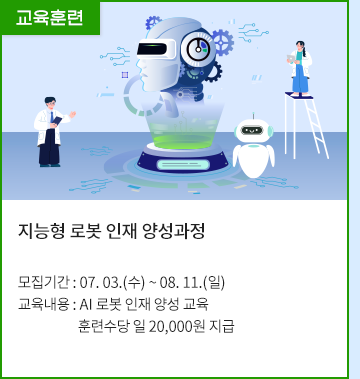 교육훈련
지능형 로봇 인재 양성과정
모집기간 : 07. 03.(수) ~ 08. 11.(일)
교육내용 : AI 로봇 인재 양성 교육
훈련수당 일 20,000원 지급